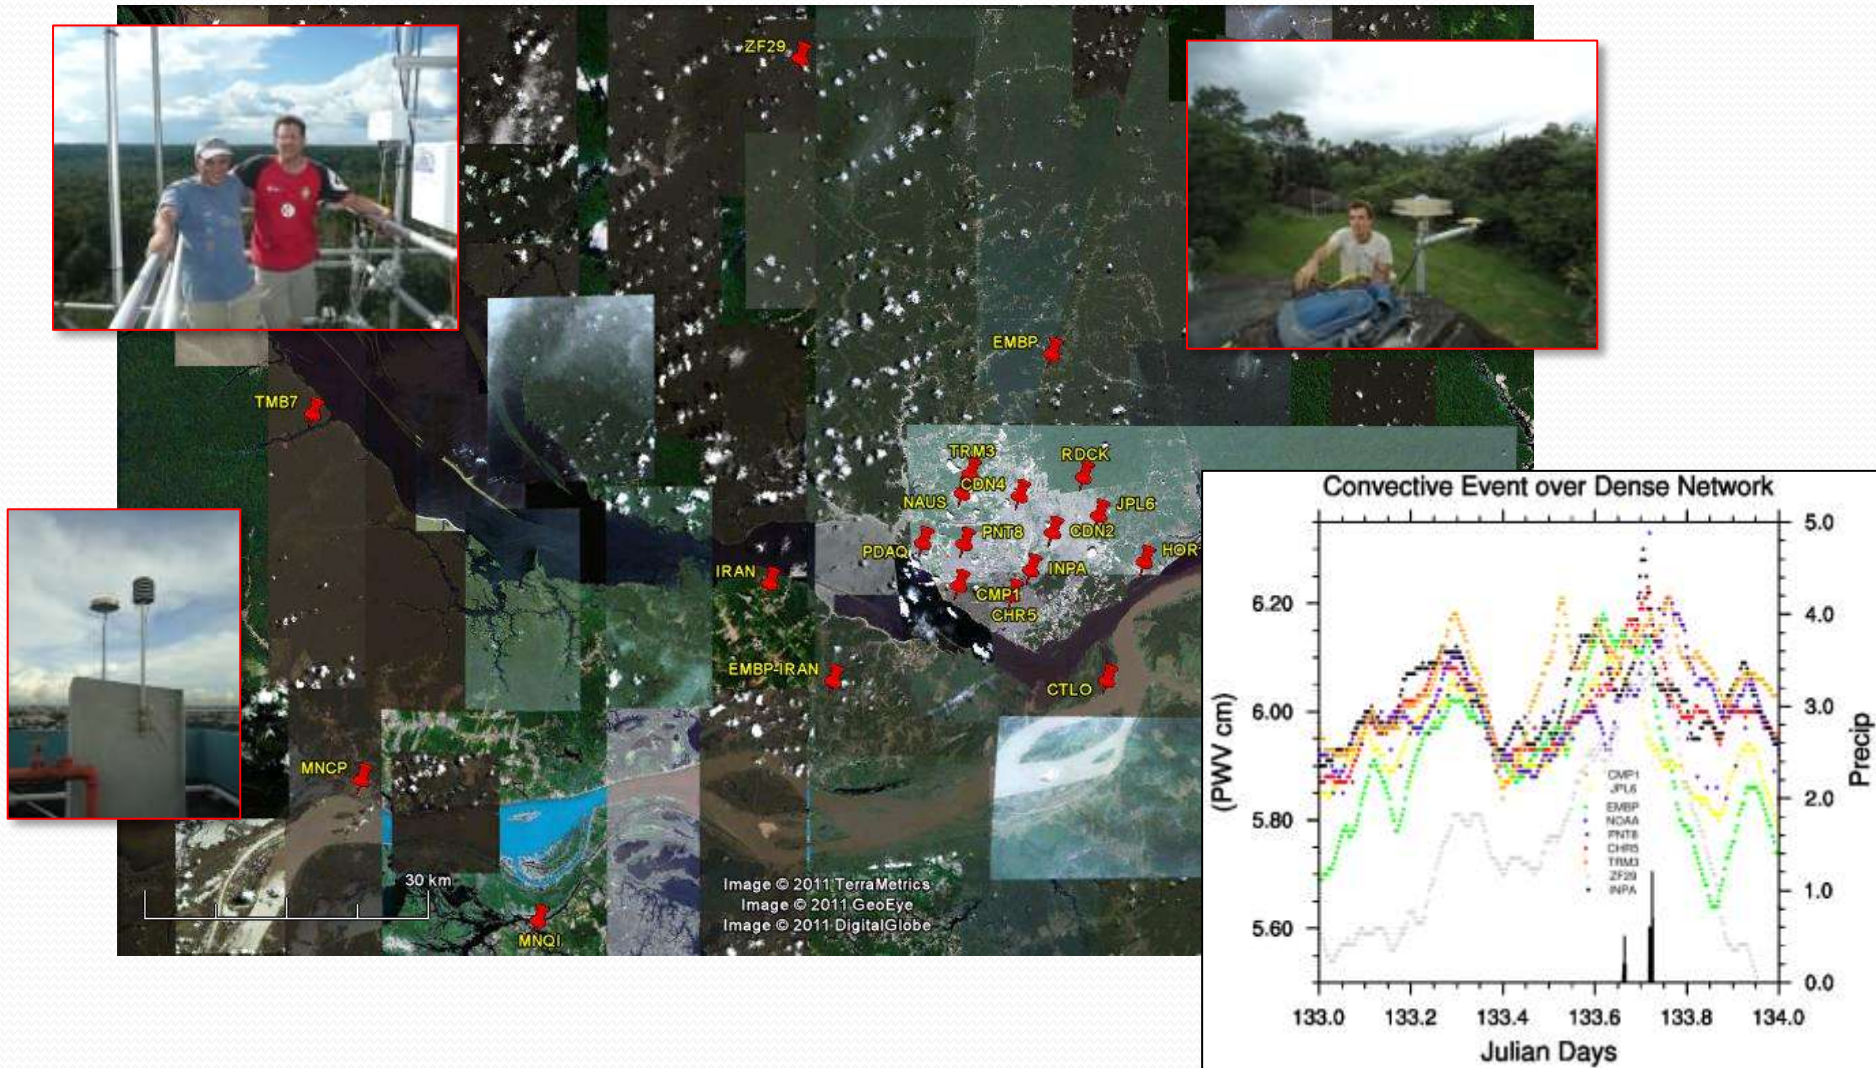 ZF29
EMBP
TMB7
TRM3
RDCK
CDN4
NAUS
JPL6
PNT8
CDN2
PDAQ
HOR
IRAN
INPA
CMP1
CHR5
EMBP-IRAN
CTLO
MNCP
30 km
MNQI
Image © 2011 TerraMetrics
Image © 2011 GeoEye
Image © 2011 DigitalGlobe
Convective Event over Dense Network
5.0
6.20
4.0
6.00
3.0
(PWV cm)
Precip
CMP1
JPL6
2.0
5.80
EMBP
NOAA
PNT8
CHR5
TRM3
ZF29
INPA
1.0
5.60
0.0
133.0 133.2 133.4 133.6 133.8 134.0
Julian Days